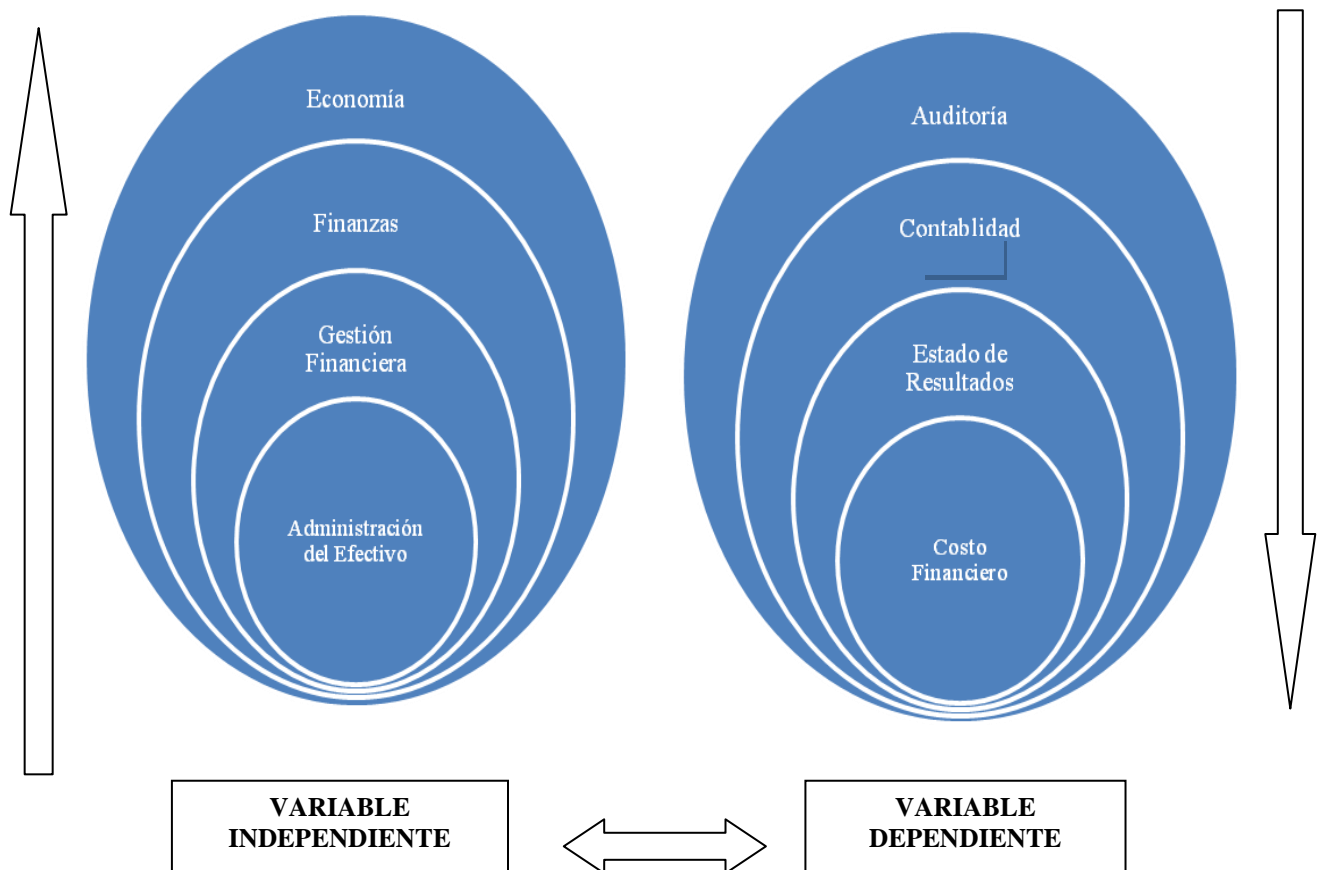 Economía
Finanzas
Gestión
Financiera
Administración
del Efectivo
Auditoría
Contablidad
Estado de
Resultados
Costo
Financiero
VARIABLE
INDEPENDIENTE
VARIABLE
DEPENDIENTE